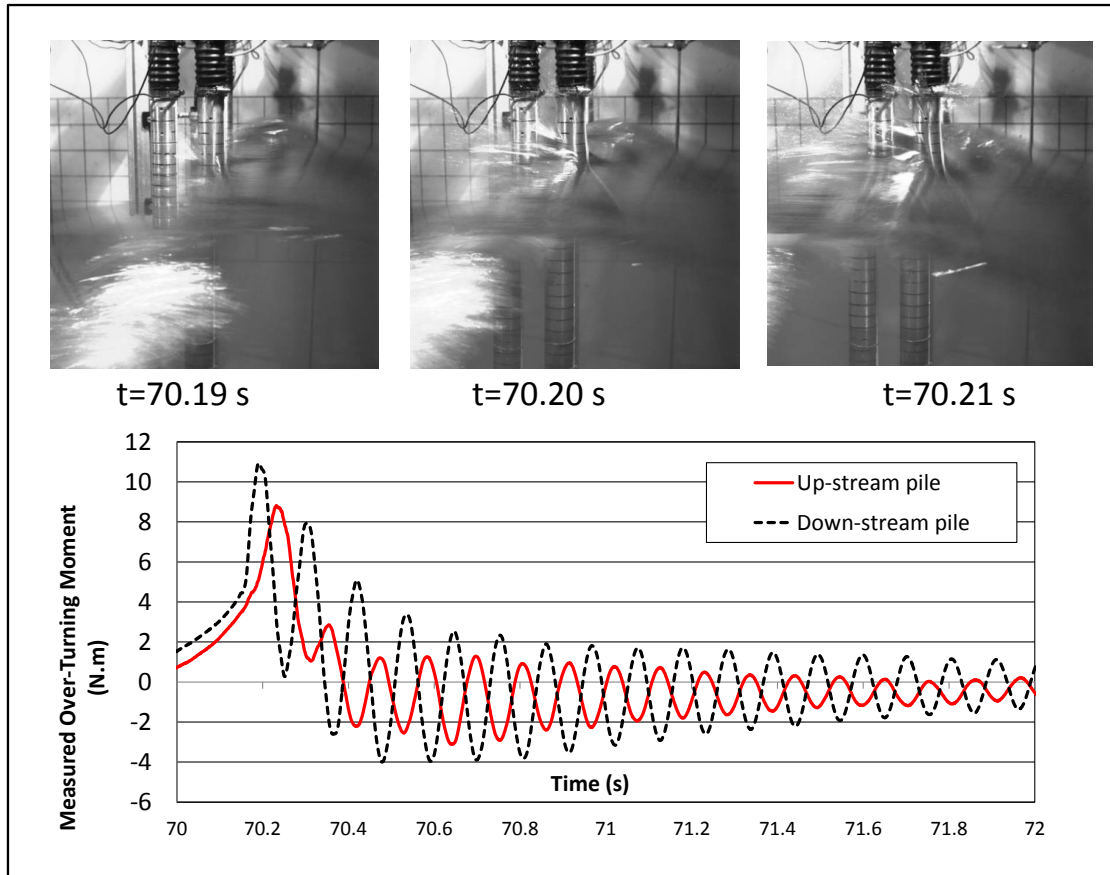 t=70.19 s
t=70.20 s
t=70.21 s
12
10
8
6
4
2
0
-2
-4
-6
Measured Over-Turning Moment
(N.m)
Up-stream pile
Down-stream pile
Time (s)
70
70.2
70.4
70.6
70.8
71
71.2
71.4
71.6
71.8
72